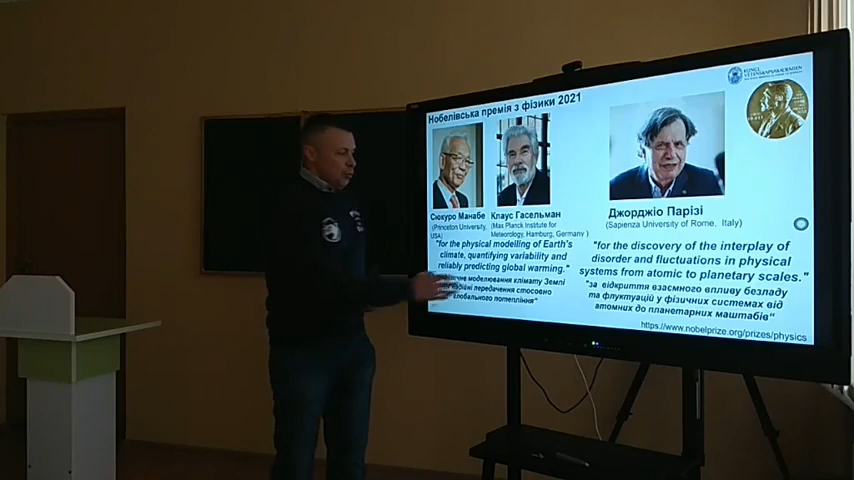 KUNGL.
VETENSKAPSAKADEMIEN
Нобелівська премія з фізики 2021
Сюкуро Манабе
(Princeton University,
USA)
Клаус Гасельман
(Max Planck Institute for
Meteorology, Hamburg, Germany)
"for the physical modelling of Earth's
climate, quantifying variability and
reliably predicting global warming."
моделювання клімату Землі
передачення стосовно
глобального потепління"
Джорджіо Парізі
(Sapienza University of Rome, Italy)
"for the discovery of the interplay of
disorder and fluctuations in physical
systems from atomic to planetary scales."
"за відкриття взаємного впливу безладу
та флуктуацій у фізичних системах від
атомних до планетарних масштабів"
https://www.nobelprize.org/prizes/physics